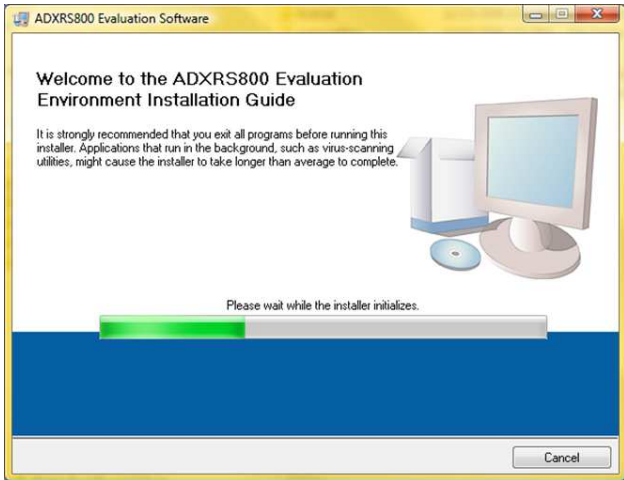 ADXRS800 Evaluation Software
Welcome to the ADXRS800 Evaluation
Environment Installation Guide
It is strongly recommended that you exit all programs before running this
installer. Applications that run in the background, such as virus-scanning
utilities, might cause the installer to take longer than average to complete.
Please wait while the installer initializes.
Cancel